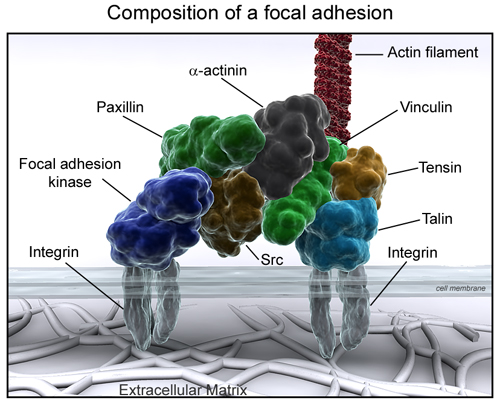 Composition of a focal adhesion
Actin filament
α-actinin
Paxillin
Vinculin
Focal adhesion
kinase
Tensin
Talin
Integrin
Src
Integrin
cell membrane
Extracellular Matrix